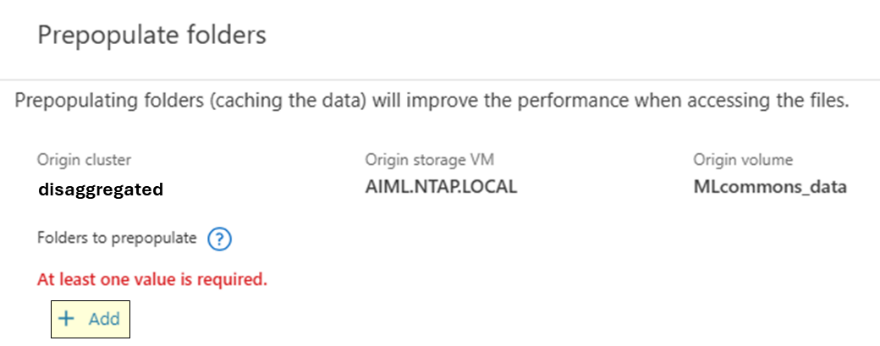 Prepopulate folders
Prepopulating folders (caching the data) will improve the performance when accessing the files.
Origin cluster Origin storage VM Origin volume
disaggregated AIML.NTAP.LOCAL MLcommons_data
Folders to prepopulate ?
At least one value is required.
+ Add